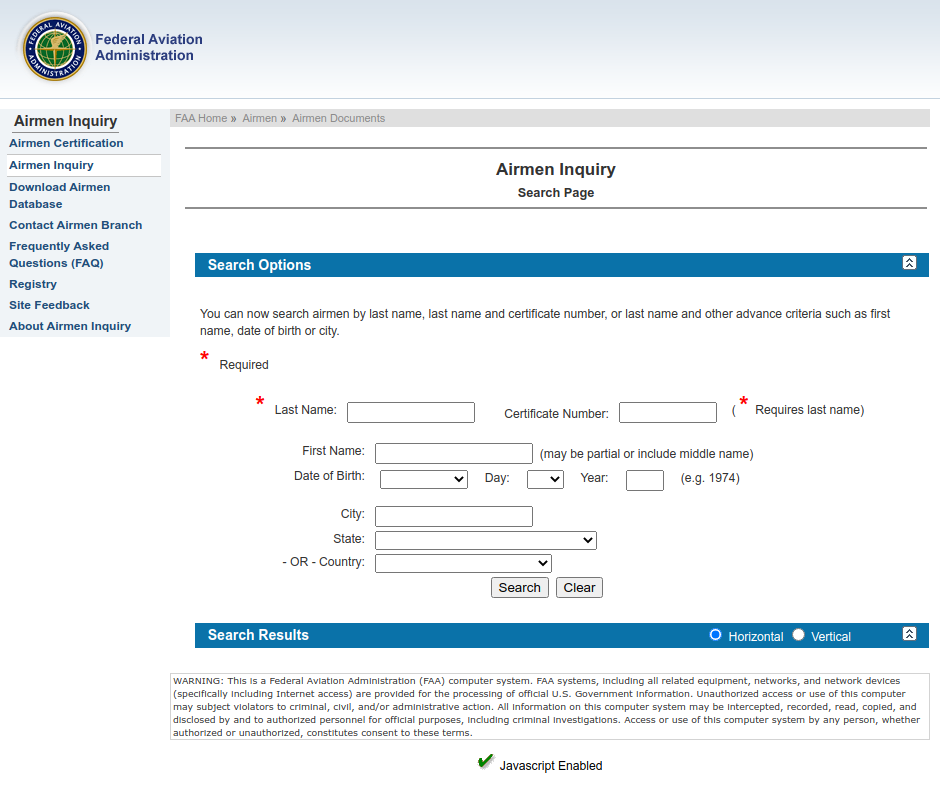 FEDERAL AVIATION ADMINISTRATION
Federal Aviation
Administration
Airmen Inquiry
Airmen Certification
Airmen Inquiry
Download Airmen
Database
Contact Airmen Branch
Frequently Asked
Questions (FAQ)
Registry
Site Feedback
About Airmen Inquiry
FAA Home » Airmen » Airmen Documents
Airmen Inquiry
Search Page
Search Options
You can now search airmen by last name, last name and certificate number, or last name and other advance criteria such as first
name, date of birth or city.
* Required
* Last Name: Certificate Number: ( * Requires last name)
First Name: (may be partial or include middle name)
Date of Birth: Day: Year: (e.g. 1974)
City:
State:
- OR - Country:
Search Clear
Search Results Horizontal Vertical
WARNING: This is a Federal Aviation Administration (FAA) computer system. FAA systems, including all related equipment, networks, and network devices
(specifically including Internet access) are provided for the processing of official U.S. Government information. Unauthorized access or use of this computer
may subject violators to criminal, civil, and/or administrative action. All information on this computer system may be intercepted, recorded, read, copied, and
disclosed by and to authorized personnel for official purposes, including criminal investigations. Access or use of this computer system by any person, whether
authorized or unauthorized, constitutes consent to these terms.
Javascript Enabled